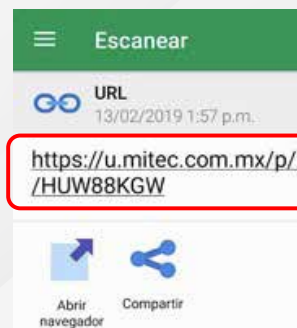 Escanear
URL
13/02/2019 1:57 p.m.
https://u.mitec.com.mx/p/
/HUW88KGW
Abrir
navegador
Compartir